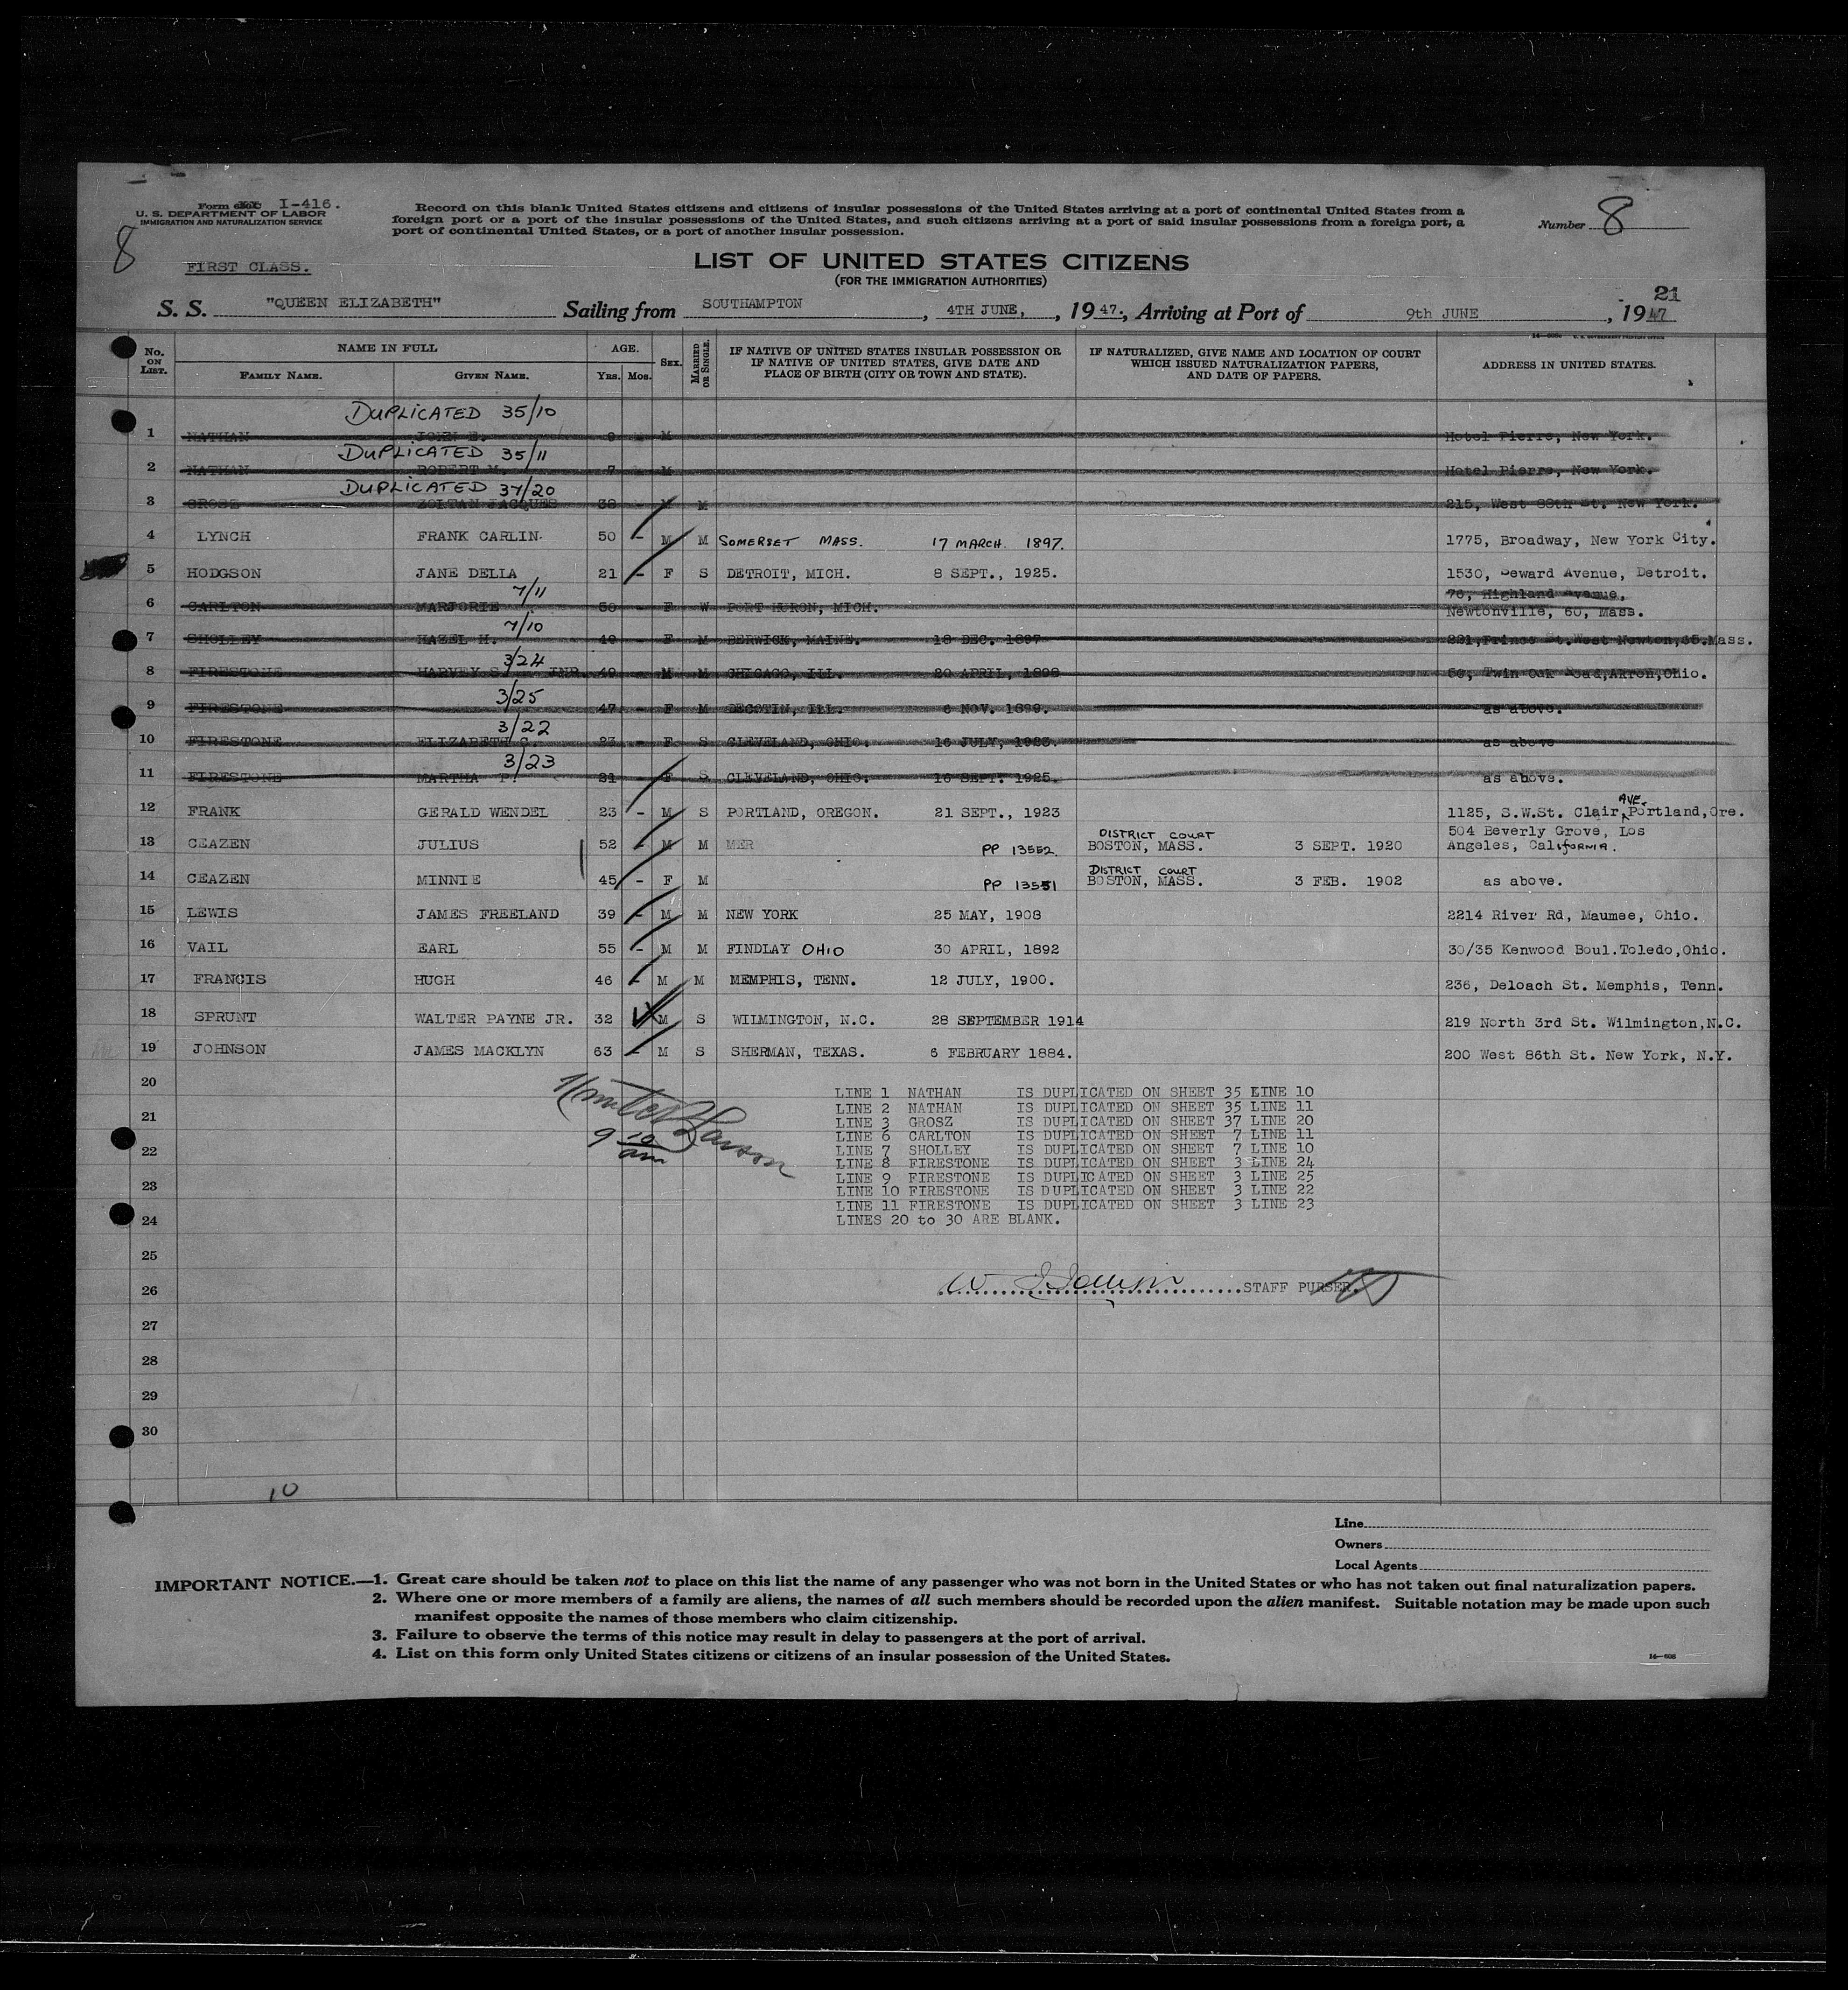 Form I-416.
U. S. DEPARTMENT OF LABOR
IMMIGRATION AND NATURALIZATION SERVICE
8
Record on this blank United States citizens and citizens of insular possessions of the United States arriving at a port of continental United States from a
foreign port or a port of the insular possessions of the United States, and such citizens arriving at a port of said insular possessions from a foreign port, a
port of continental United States, or a port of another insular possession.
Number 8
FIRST CLASS.
LIST OF UNITED STATES CITIZENS
(FOR THE IMMIGRATION AUTHORITIES)
21
S. S. "QUEEN ELIZABETH" Sailing from SOUTHAMPTON, 4TH JUNE, , 19 47., Arriving at Port of 9th JUNE, 19 47
No. ON LIST. NAME IN FULL FAMILY NAME. GIVEN NAME. AGE. YRS. MOS. SEX. MARRIED OR SINGLE. IF NATIVE OF UNITED STATES INSULAR POSSESSION OR IF NATIVE OF UNITED STATES, GIVE DATE AND PLACE OF BIRTH (CITY OR TOWN AND STATE). IF NATURALIZED, GIVE NAME AND LOCATION OF COURT WHICH ISSUED NATURALIZATION PAPERS, AND DATE OF PAPERS. ADDRESS IN UNITED STATES.
DUPLICATED 35/10
1 NATHAN JOHN E. 9 - M Hotel Pierre, New York.
DUPLICATED 35/11
2 NATHAN ROBERT M. 7 - M Hotel Pierre, New York.
DUPLICATED 37/20
3 GROSZ ZOLTAN JACQUES 38 - M M 215, West 88th St. New York.
4 LYNCH FRANK CARLIN. 50 - M M SOMERSET MASS. 17 MARCH 1897. 1775, Broadway, New York City.
5 HODGSON JANE DELIA 21 - F S DETROIT, MICH. 8 SEPT., 1925. 1530, Seward Avenue, Detroit.
7/11
76, Highland Avenue,
6 CARLTON MARJORIE 50 - F W PORT HURON, MICH. Newtonville, 60, Mass.
7/10
7 SHOLLEY HAZEL H. 49 - F M BERWICK, MAINE. 18 DEC. 1897 221, Prince St. West Newton, 65. Mass.
3/24
8 FIRESTONE HARVEY S. JNR. 49 - M M CHICAGO, ILL. 20 APRIL, 1898 50, Twin Oak Road, Akron, Ohio.
3/25
9 FIRESTONE 47 - F M ILL. 6 NOV. 1899. as above.
3/22
10 FIRESTONE ELIZABETH C. 23 - F S CLEVELAND, OHIO. 16 JULY, 1923. as above
3/23
11 FIRESTONE MARTHA P. 21 - F S CLEVELAND, OHIO. 16 SEPT. 1925. as above.
12 FRANK GERALD WENDEL 23 - M S PORTLAND, OREGON. 21 SEPT., 1923 1125, S.W.St. Clair AVE. Portland, Ore.
DISTRICT COURT 504 Beverly Grove, Los
13 CEAZEN JULIUS 52 - M M MER PP 13552 BOSTON, MASS. 3 SEPT. 1920 Angeles, California.
DISTRICT COURT
14 CEAZEN MINNIE 45 - F M PP 13551 BOSTON, MASS. 3 FEB. 1902 as above.
15 LEWIS JAMES FREELAND 39 - M M NEW YORK 25 MAY, 1908 2214 River Rd, Maumee, Ohio.
16 VAIL EARL 55 - M M FINDLAY OHIO 30 APRIL, 1892 30/35 Kenwood Boul. Toledo, Ohio.
17 FRANCIS HUGH 46 - M M MEMPHIS, TENN. 12 JULY, 1900. 236, Deloach St. Memphis, Tenn.
18 SPRUNT WALTER PAYNE JR. 32 M S WILMINGTON, N.C. 28 SEPTEMBER 1914 219 North 3rd St. Wilmington, N.C.
19 JOHNSON JAMES MACKLYN 63 - M S SHERMAN, TEXAS. 6 FEBRUARY 1884. 200 West 86th St. New York, N.Y.
20
21
22
23
24
25
26
27
28
29
30
9 10 am
LINE 1 NATHAN IS DUPLICATED ON SHEET 35 LINE 10
LINE 2 NATHAN IS DUPLICATED ON SHEET 35 LINE 11
LINE 3 GROSZ IS DUPLICATED ON SHEET 37 LINE 20
LINE 6 CARLTON IS DUPLICATED ON SHEET 7 LINE 11
LINE 7 SHOLLEY IS DUPLICATED ON SHEET 7 LINE 10
LINE 8 FIRESTONE IS DUPLICATED ON SHEET 3 LINE 24
LINE 9 FIRESTONE IS DUPLICATED ON SHEET 3 LINE 25
LINE 10 FIRESTONE IS DUPLICATED ON SHEET 3 LINE 22
LINE 11 FIRESTONE IS DUPLICATED ON SHEET 3 LINE 23
LINES 20 to 30 ARE BLANK.
STAFF PURSER.
10
Line
Owners
Local Agents
IMPORTANT NOTICE.—1. Great care should be taken not to place on this list the name of any passenger who was not born in the United States or who has not taken out final naturalization papers.
2. Where one or more members of a family are aliens, the names of all such members should be recorded upon the alien manifest. Suitable notation may be made upon such
manifest opposite the names of those members who claim citizenship.
3. Failure to observe the terms of this notice may result in delay to passengers at the port of arrival.
4. List on this form only United States citizens or citizens of an insular possession of the United States.
14—608